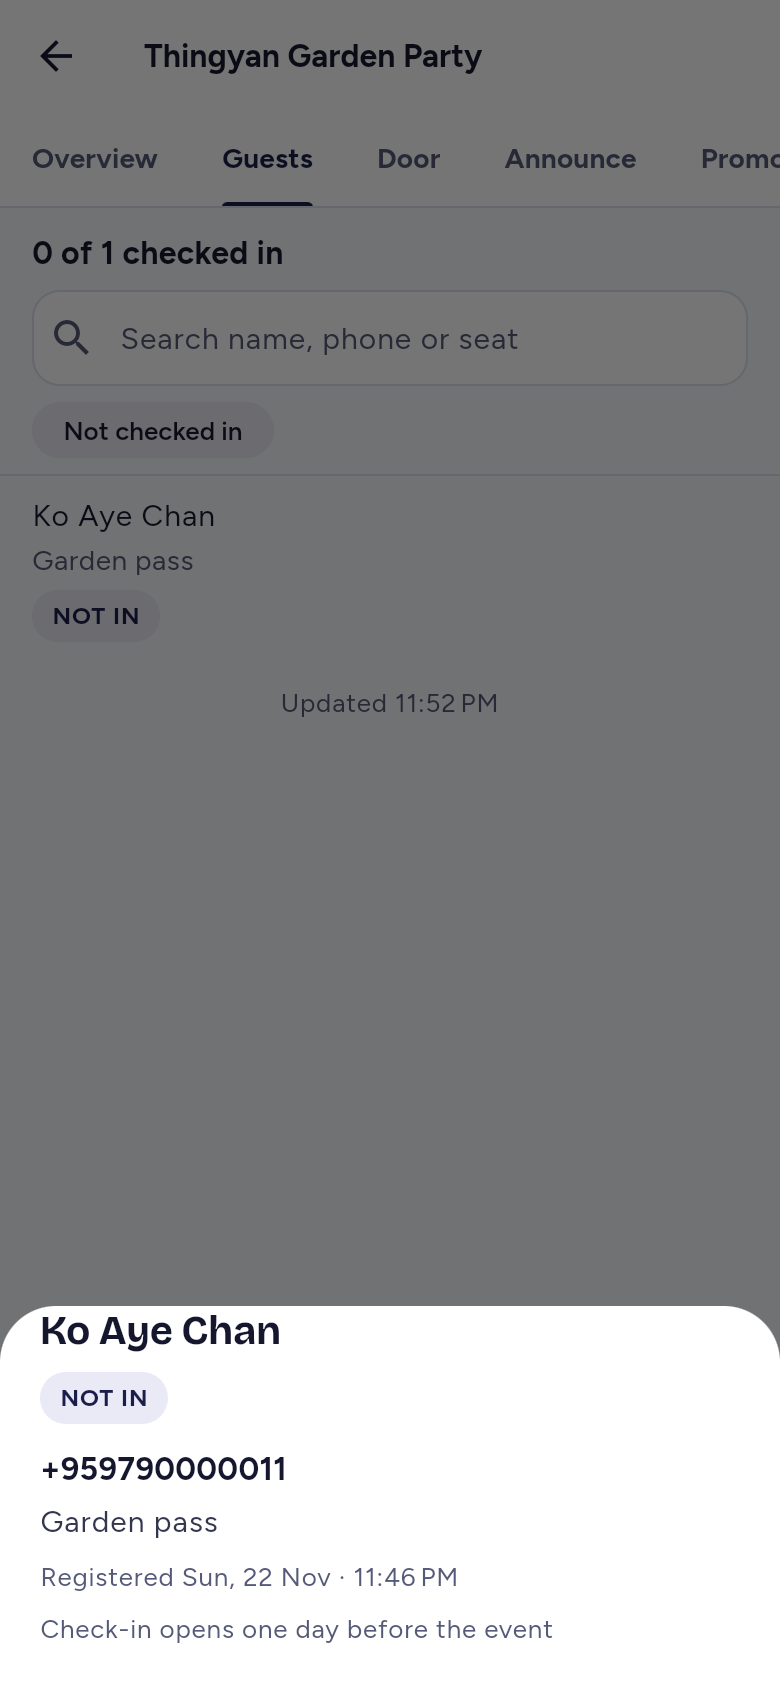 Thingyan Garden Party
Overview Guests Door Announce Promo
0 of 1 checked in
Search name, phone or seat
Not checked in
Ko Aye Chan
Garden pass
NOT IN
Updated 11:52 PM
Ko Aye Chan
NOT IN
+959790000011
Garden pass
Registered Sun, 22 Nov · 11:46 PM
Check-in opens one day before the event